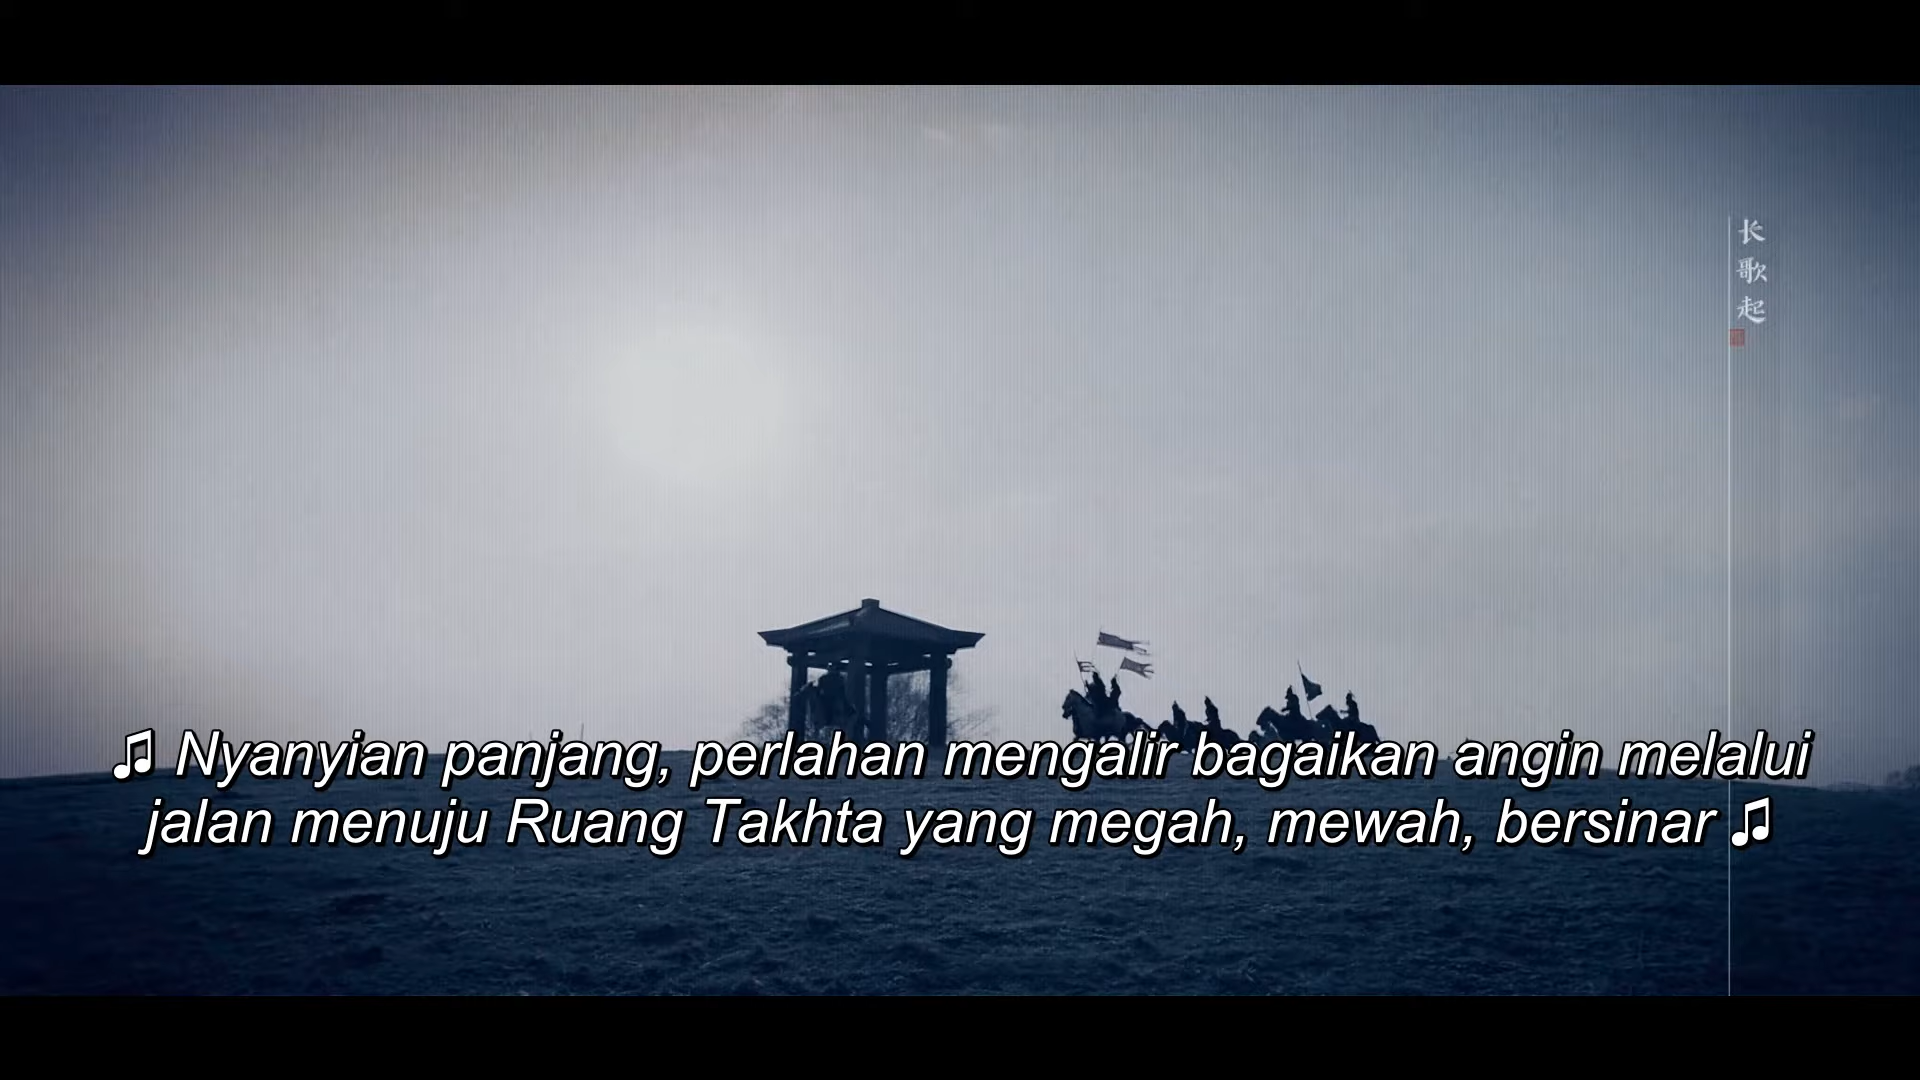 长歌起
♫ Nyanyian panjang, perlahan mengalir bagaikan angin melalui
jalan menuju Ruang Takhta yang megah, mewah, bersinar ♫